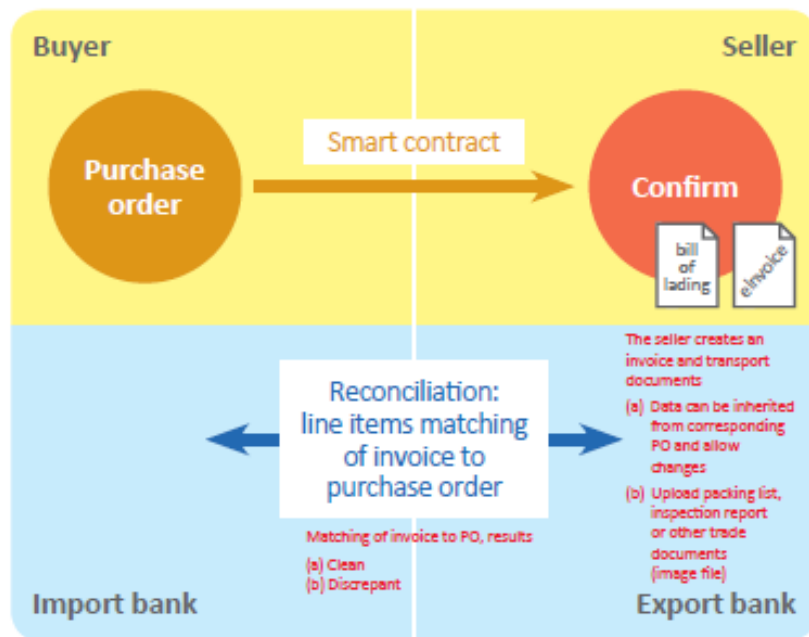 Buyer
Seller
Purchase
order
Smart contract
Confirm
bill
of
lading
eInvoice
The seller creates an
invoice and transport
documents
(a) Data can be inherited
from corresponding
PO and allow
changes
(b) Upload packing list,
inspection report
or other trade
documents
(image file)
Reconciliation:
line items matching
of invoice to
purchase order
Matching of invoice to PO, results
(a) Clean
(b) Discrepant
Import bank
Export bank